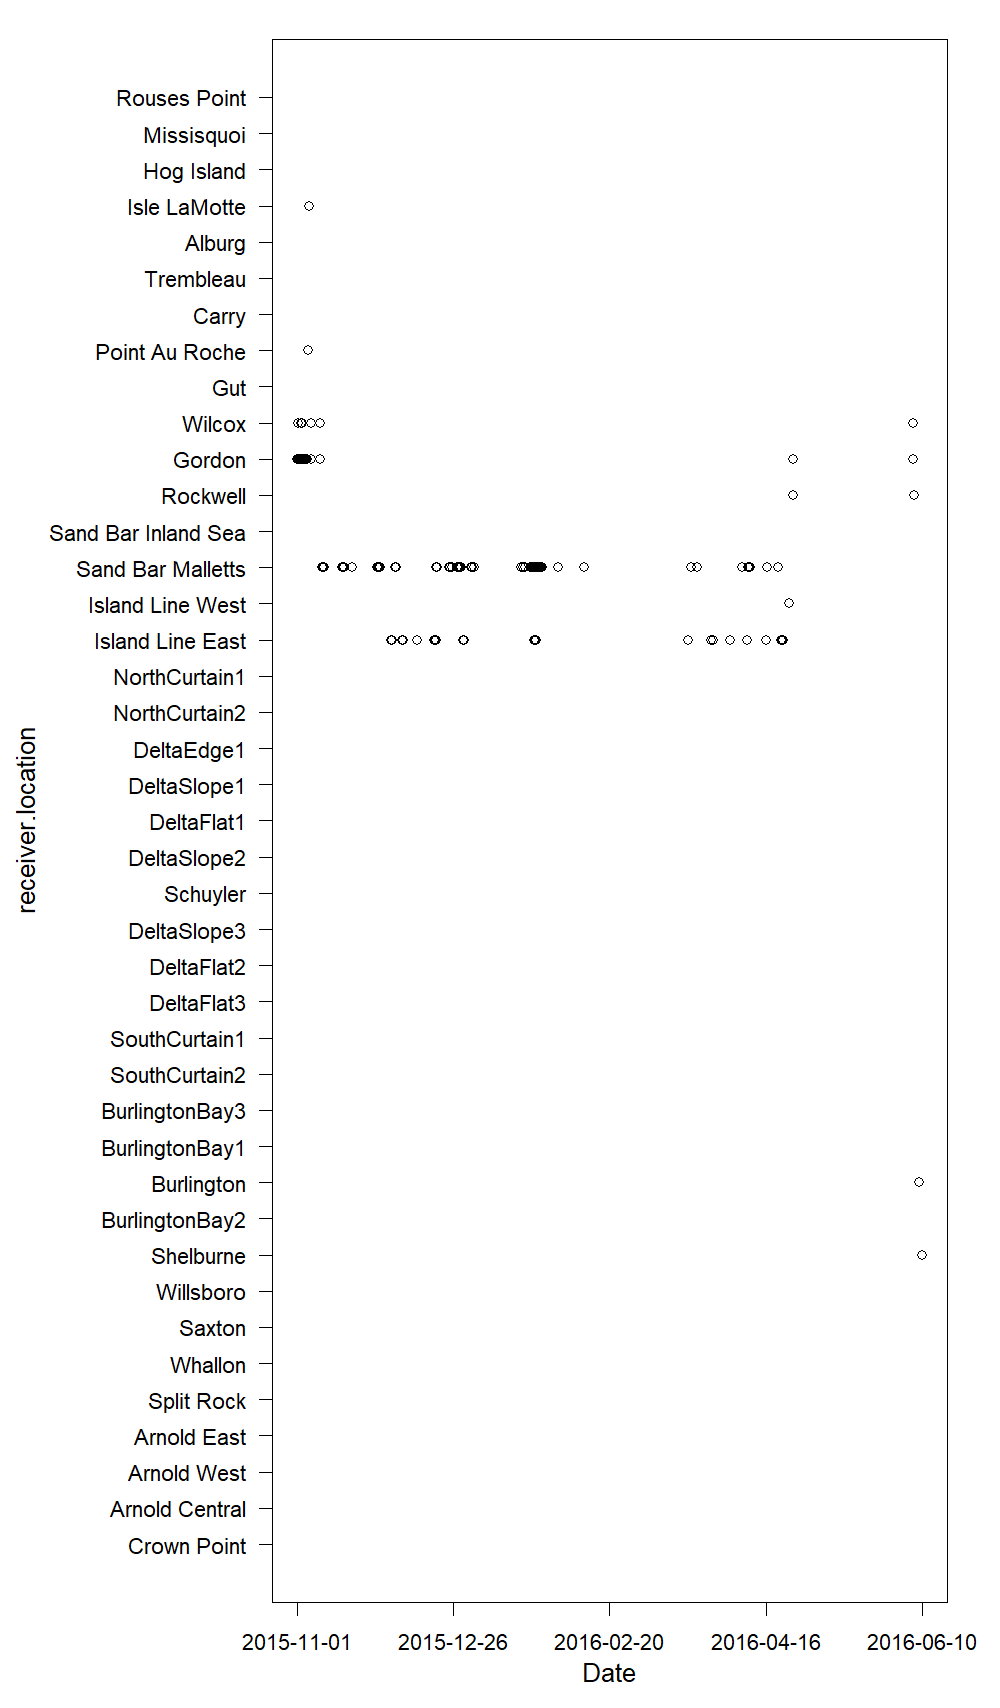 Rouses Point
Missisquoi
Hog Island
Isle LaMotte
Alburg
Trembleau
Carry
Point Au Roche
Gut
Wilcox
Gordon
Rockwell
Sand Bar Inland Sea
Sand Bar Malletts
Island Line West
Island Line East
NorthCurtain1
NorthCurtain2
DeltaEdge1
DeltaSlope1
DeltaFlat1
DeltaSlope2
Schuyler
DeltaSlope3
DeltaFlat2
DeltaFlat3
SouthCurtain1
SouthCurtain2
BurlingtonBay3
BurlingtonBay1
Burlington
BurlingtonBay2
Shelburne
Willsboro
Saxton
Whallon
Split Rock
Arnold East
Arnold West
Arnold Central
Crown Point
receiver.location
2015-11-01 2015-12-26 2016-02-20 2016-04-16 2016-06-10
Date